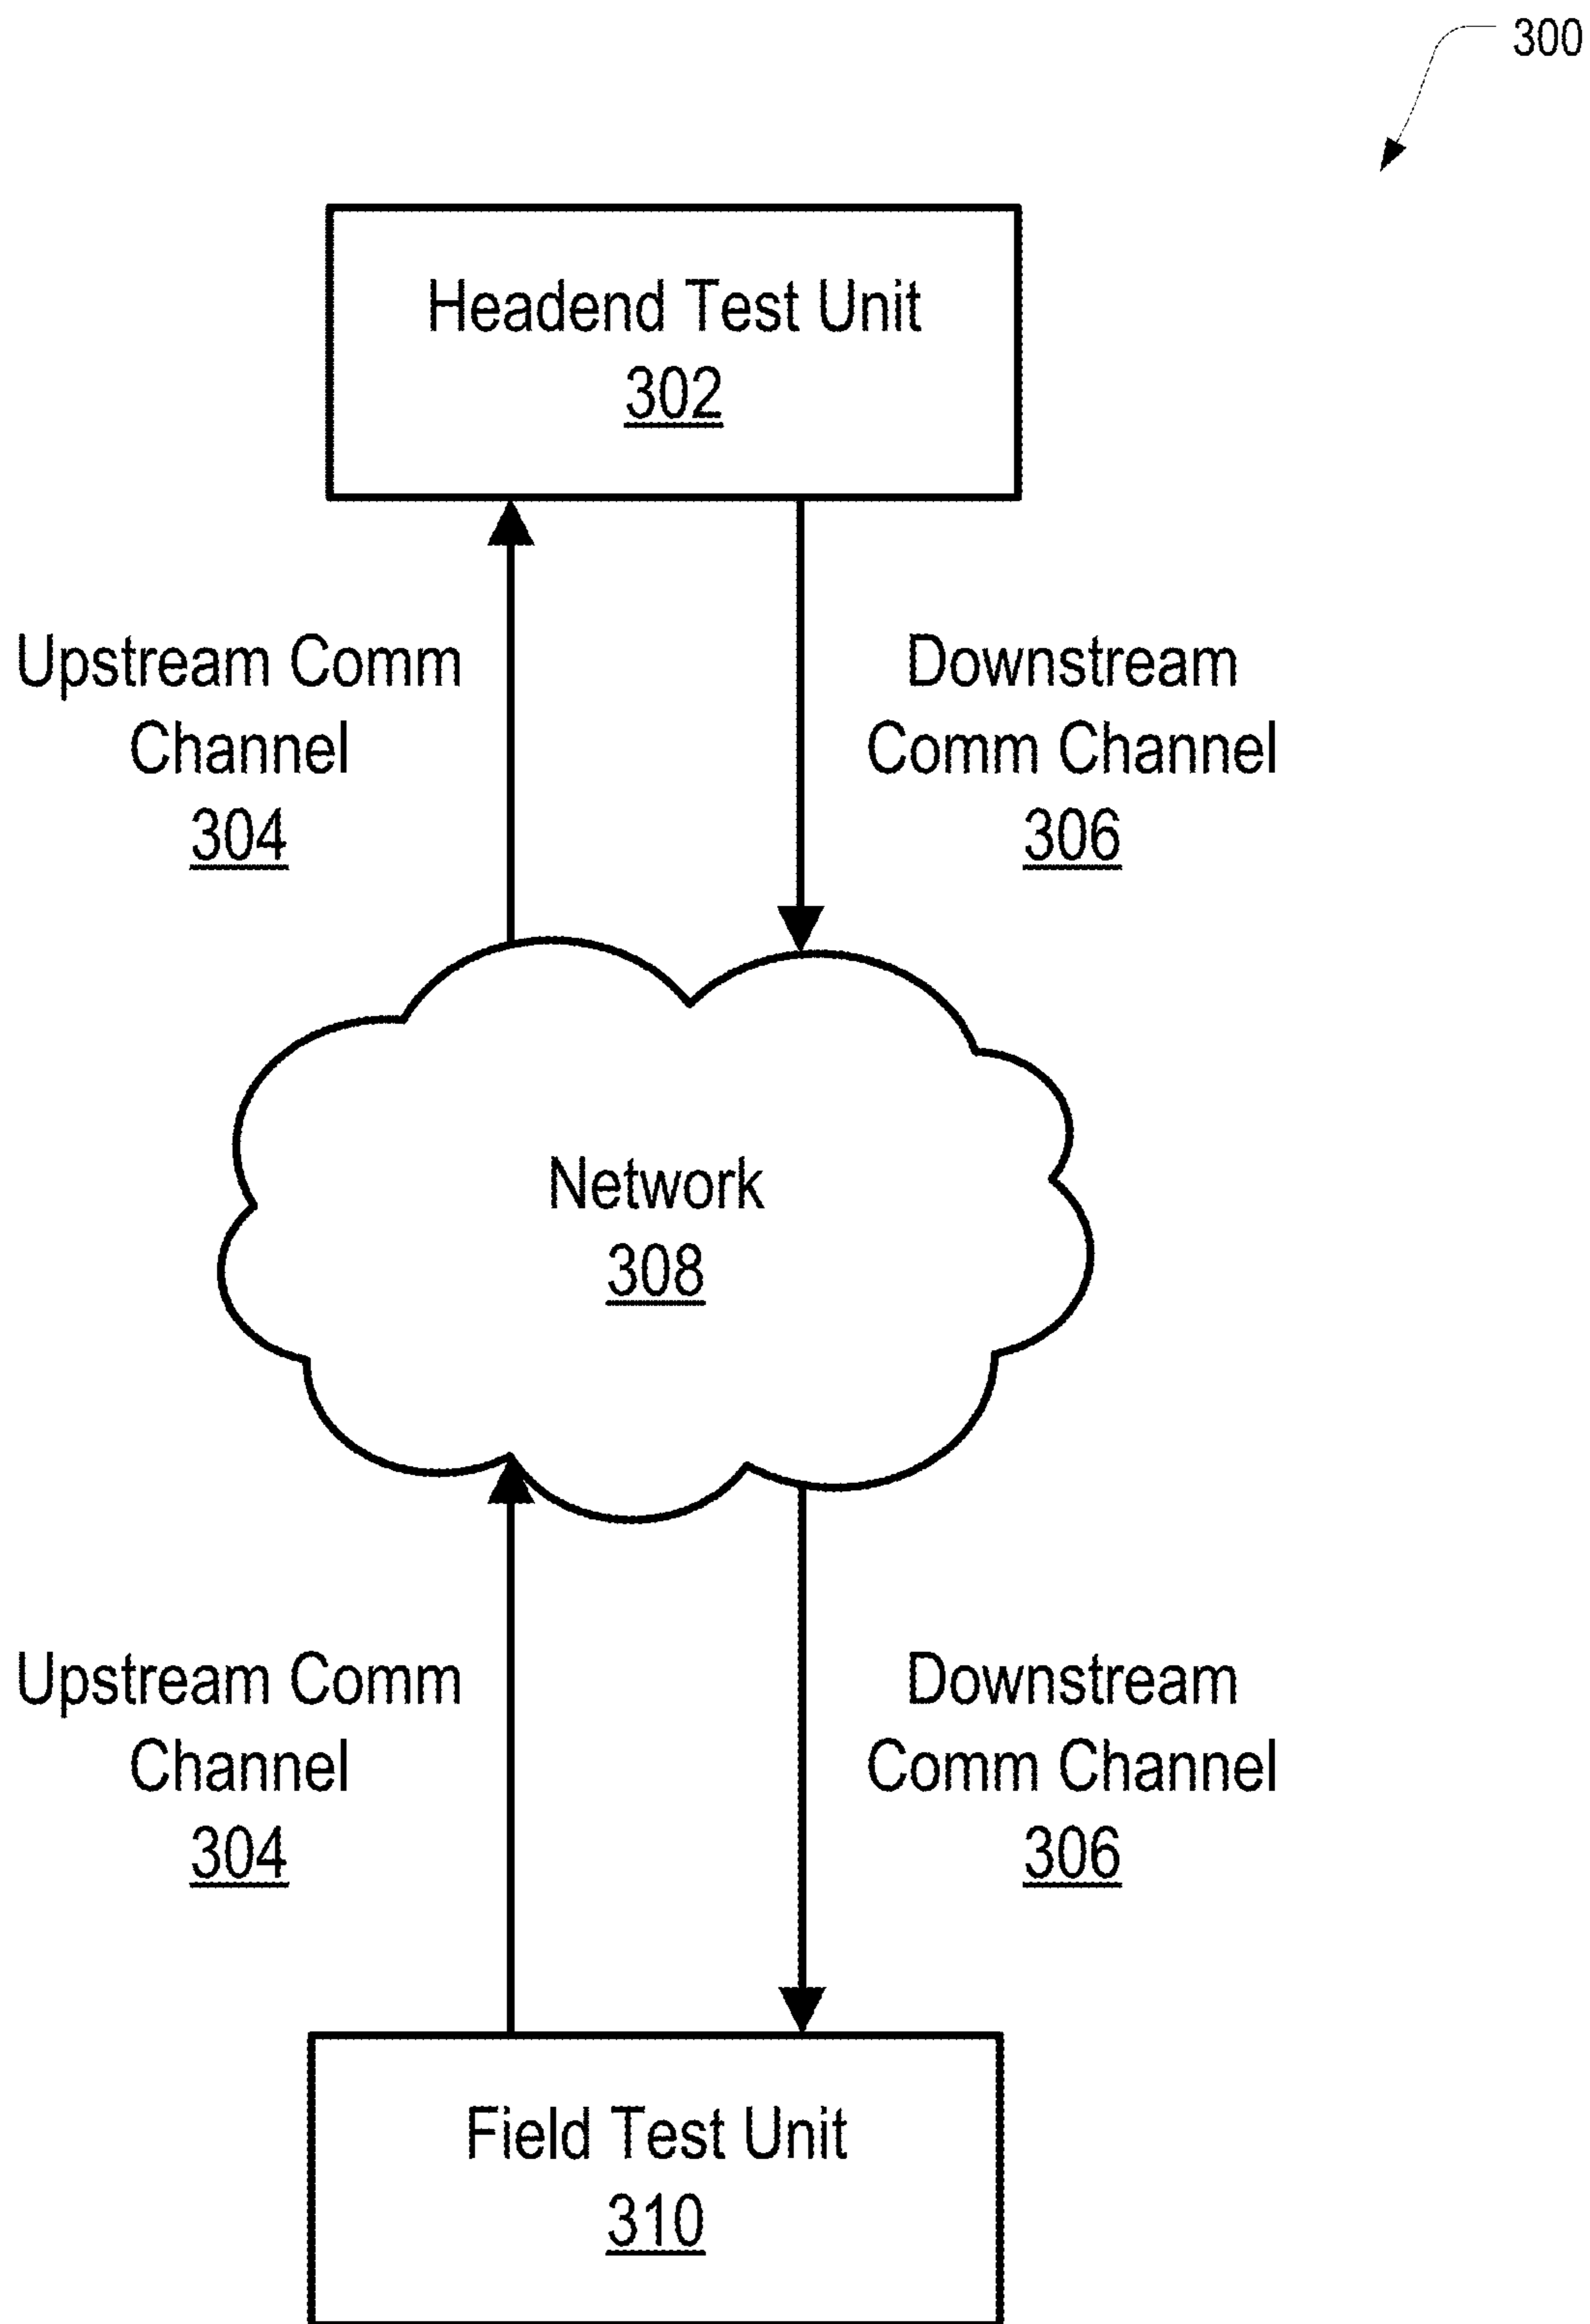 300
Headend Test Unit
302
Upstream Comm
Channel
304
Downstream
Comm Channel
306
Network
308
Upstream Comm
Channel
304
Downstream
Comm Channel
306
Field Test Unit
310